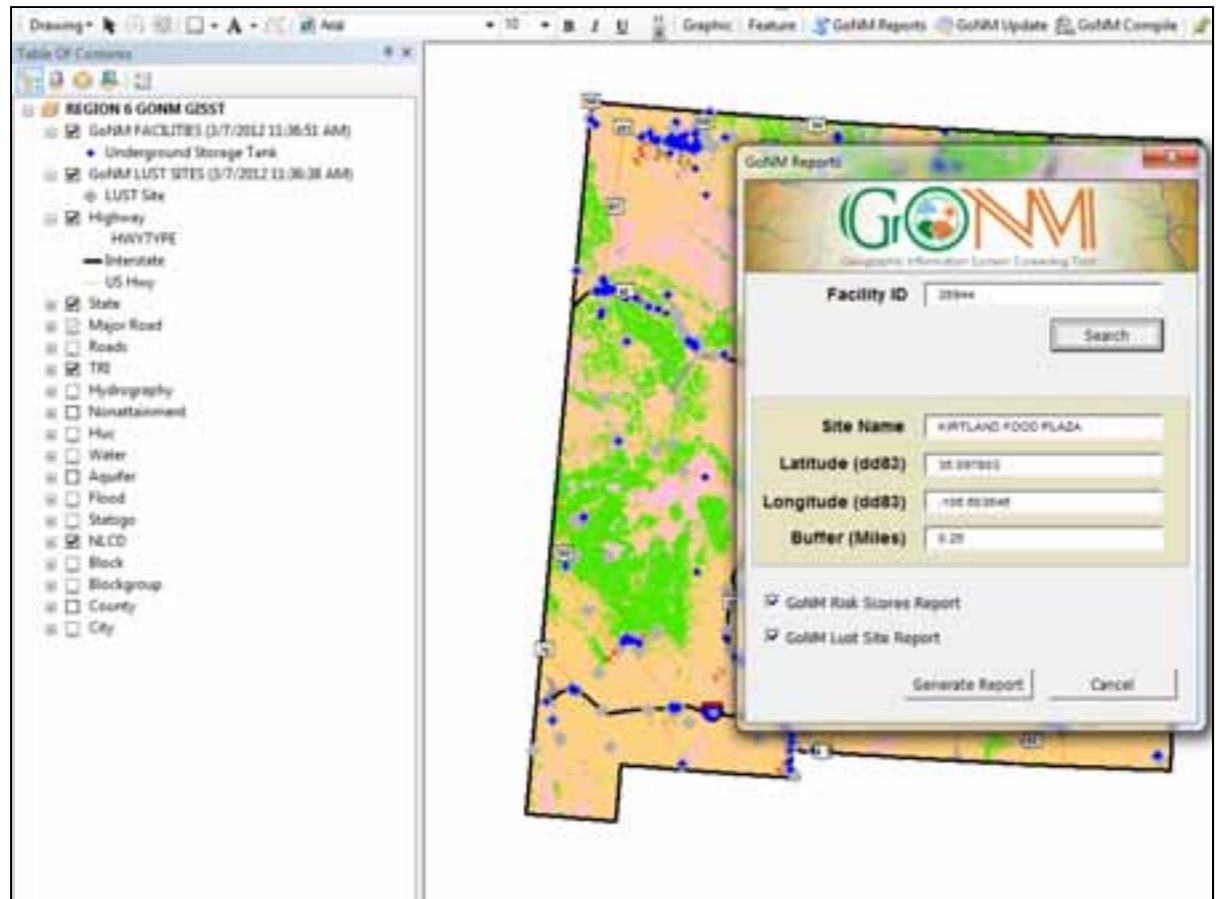 Drawing A Arial 10 B I U Graphic Feature GoNM Reports GoNM Update GoNM Compile
Table Of Contents
REGION 6 GONM GISST
GoNM FACILITIES (3/7/2012 11:36:51 AM)
Underground Storage Tank
GoNM LUST SITES (3/7/2012 11:36:38 AM)
LUST Site
Highway
HWYTYPE
Interstate
US Hwy
State
Major Road
Roads
TRI
Hydrography
Nonattainment
Huc
Water
Aquifer
Flood
Statsgo
NLCD
Block
Blockgroup
County
City
GoNM Reports
GoNM
Geographic Information System Screening Tool
Facility ID
Search
Site Name KIRTLAND FOOD PLAZA
Latitude (dd83)
Longitude (dd83)
Buffer (Miles) 0.25
GoNM Risk Scores Report
GoNM Lust Site Report
Generate Report Cancel